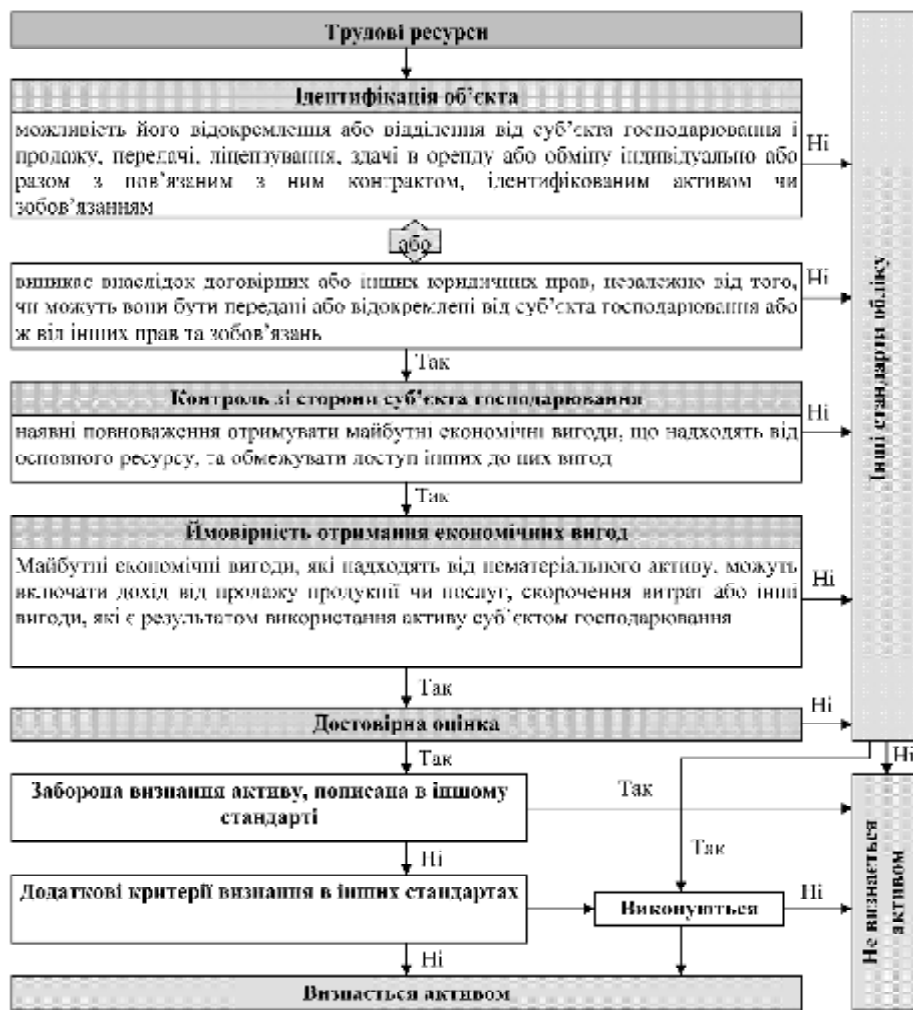 Трудові ресурси
Ідентифікація об’єкта
можливість його відокремлення або відділення від суб’єкта господарювання і
продажу, передачі, ліцензування, здачі в оренду або обміну індивідуально або
разом з пов’язаним з ним контрактом, ідентифікованим активом чи
зобов’язанням
Ні
або
виникає внаслідок договірних або інших юридичних прав, незалежно від того,
чи можуть вони бути передані або відокремлені від суб’єкта господарювання або
ж від інших прав та зобов’язань
Ні
Так
Контроль зі сторони суб’єкта господарювання
наявні повноваження отримувати майбутні економічні вигоди, що надходять від
основного ресурсу, та обмежувати доступ інших до них вигод
Ні
Так
Ймовірність отримання економічних вигод
Майбутні економічні вигоди, які надходять від нематеріального активу, можуть
включати дохід від продажу продукції чи послуг, скорочення витрат або інші
вигоди, які є результатом використання активу суб’єктом господарювання
Ні
Так
Достовірна оцінка
Ні
Інші стандарти обліку
Так
Ні
Заборона визнання активу, прописана в іншому
стандарті
Так
Так
Ні
Додаткові критерії визнання в інших стандартах
Виконуються
Ні
Не визнається
активом
Ні
Визнається активом